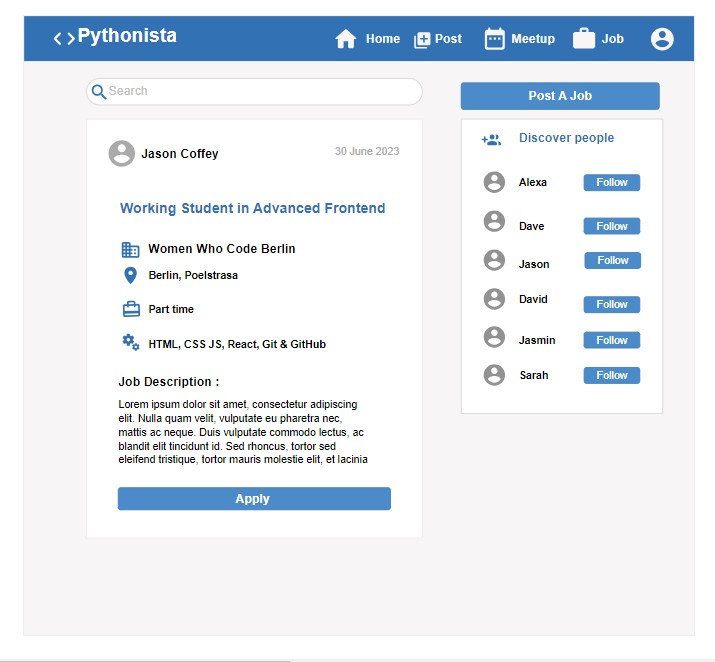 < > Pythonista
Home
Post
Meetup
Job
Search
Post A Job
Jason Coffey
30 June 2023
Working Student in Advanced Frontend
Women Who Code Berlin
Berlin, Poelstrasa
Part time
HTML, CSS JS, React, Git & GitHub
Job Description :
Lorem ipsum dolor sit amet, consectetur adipiscing
elit. Nulla quam velit, vulputate eu pharetra nec,
mattis ac neque. Duis vulputate commodo lectus, ac
blandit elit tincidunt id. Sed rhoncus, tortor sed
eleifend tristique, tortor mauris molestie elit, et lacinia
Apply
Discover people
Alexa Follow
Dave Follow
Jason Follow
David Follow
Jasmin Follow
Sarah Follow